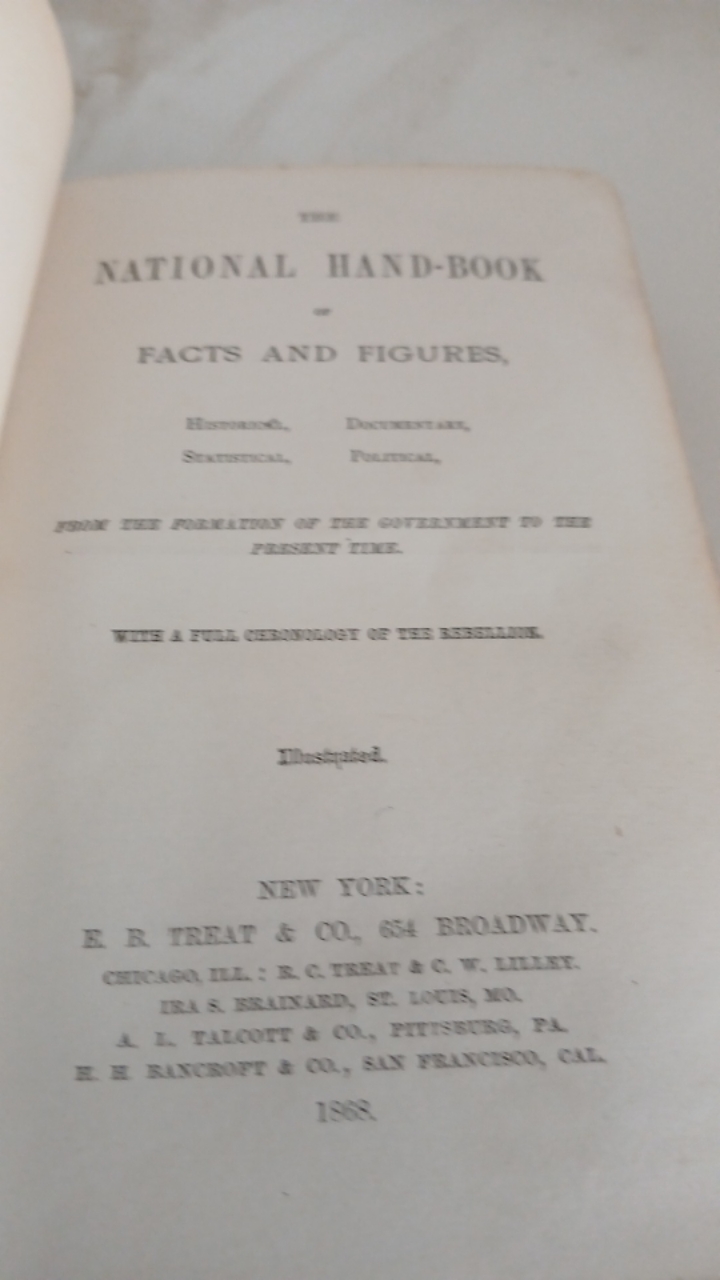 THE
NATIONAL HAND-BOOK
OF
FACTS AND FIGURES,
HISTORICAL, DOCUMENTARY,
STATISTICAL, POLITICAL,
FROM THE FORMATION OF THE GOVERNMENT TO THE
PRESENT TIME.
WITH A FULL CHRONOLOGY OF THE REBELLION.
Illustrated.
NEW YORK:
E. B. TREAT & CO., 654 BROADWAY.
CHICAGO, ILL.: R. C. TREAT & C. W. LILLEY.
IRA S. BRAINARD, ST. LOUIS, MO.
A. L. TALCOTT & CO., PITTSBURG, PA.
H. H. BANCROFT & CO., SAN FRANCISCO, CAL.
1868.